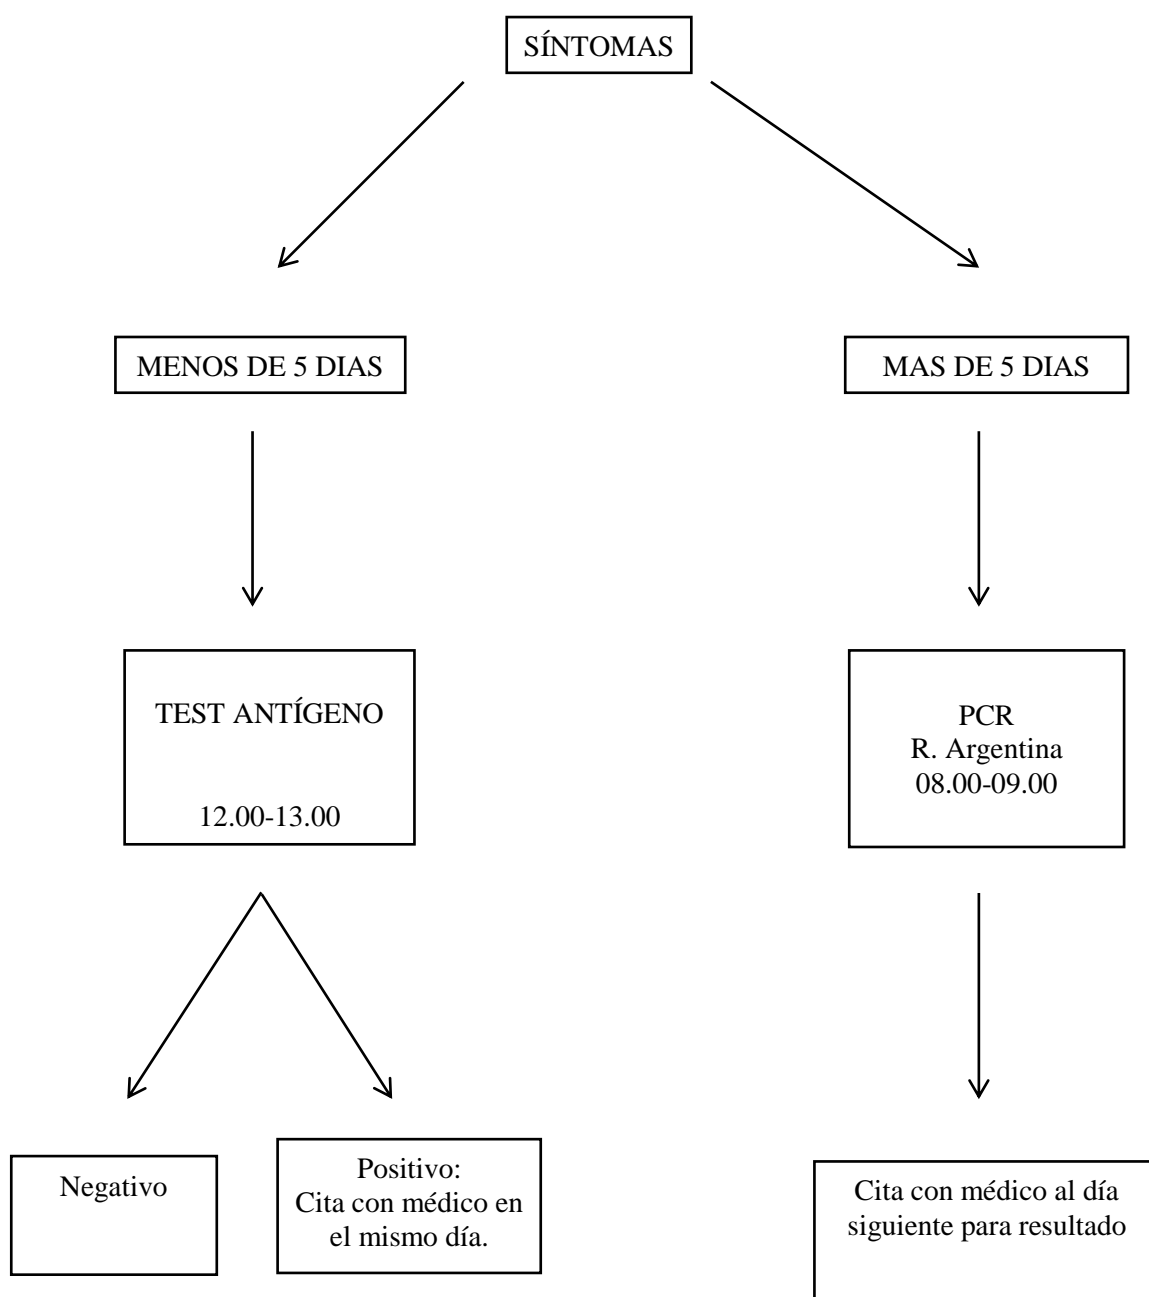 SÍNTOMAS
MENOS DE 5 DIAS
MAS DE 5 DIAS
TEST ANTÍGENO
12.00-13.00
PCR
R. Argentina
08.00-09.00
Negativo
Positivo:
Cita con médico en
el mismo día.
Cita con médico al día
siguiente para resultado